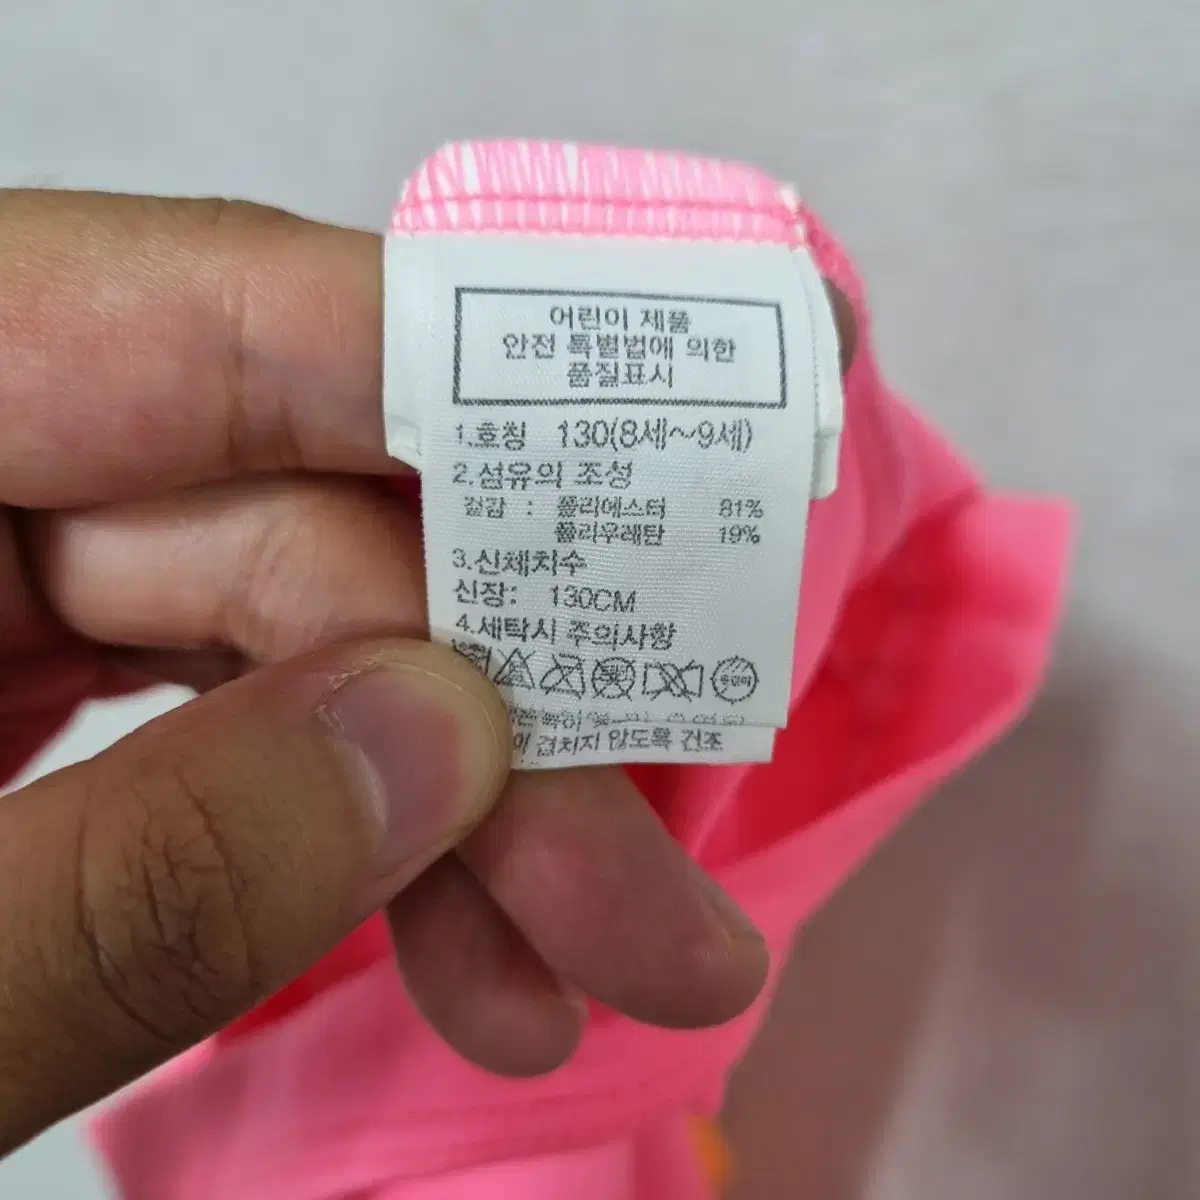 어린이 제품
안전 특별법에 의한
품질표시
1.호칭 130(8세~9세)
2.섬유의 조성
겉감 : 폴리에스터 81%
폴리우레탄 19%
3.신체치수
신장: 130CM
4.세탁시 주의사항
겹치지 않도록 건조